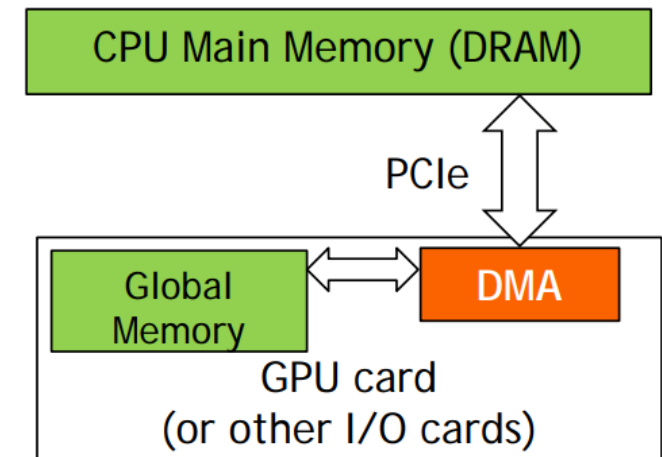 CPU Main Memory (DRAM)
PCIe
Global
Memory
DMA
GPU card
(or other I/O cards)